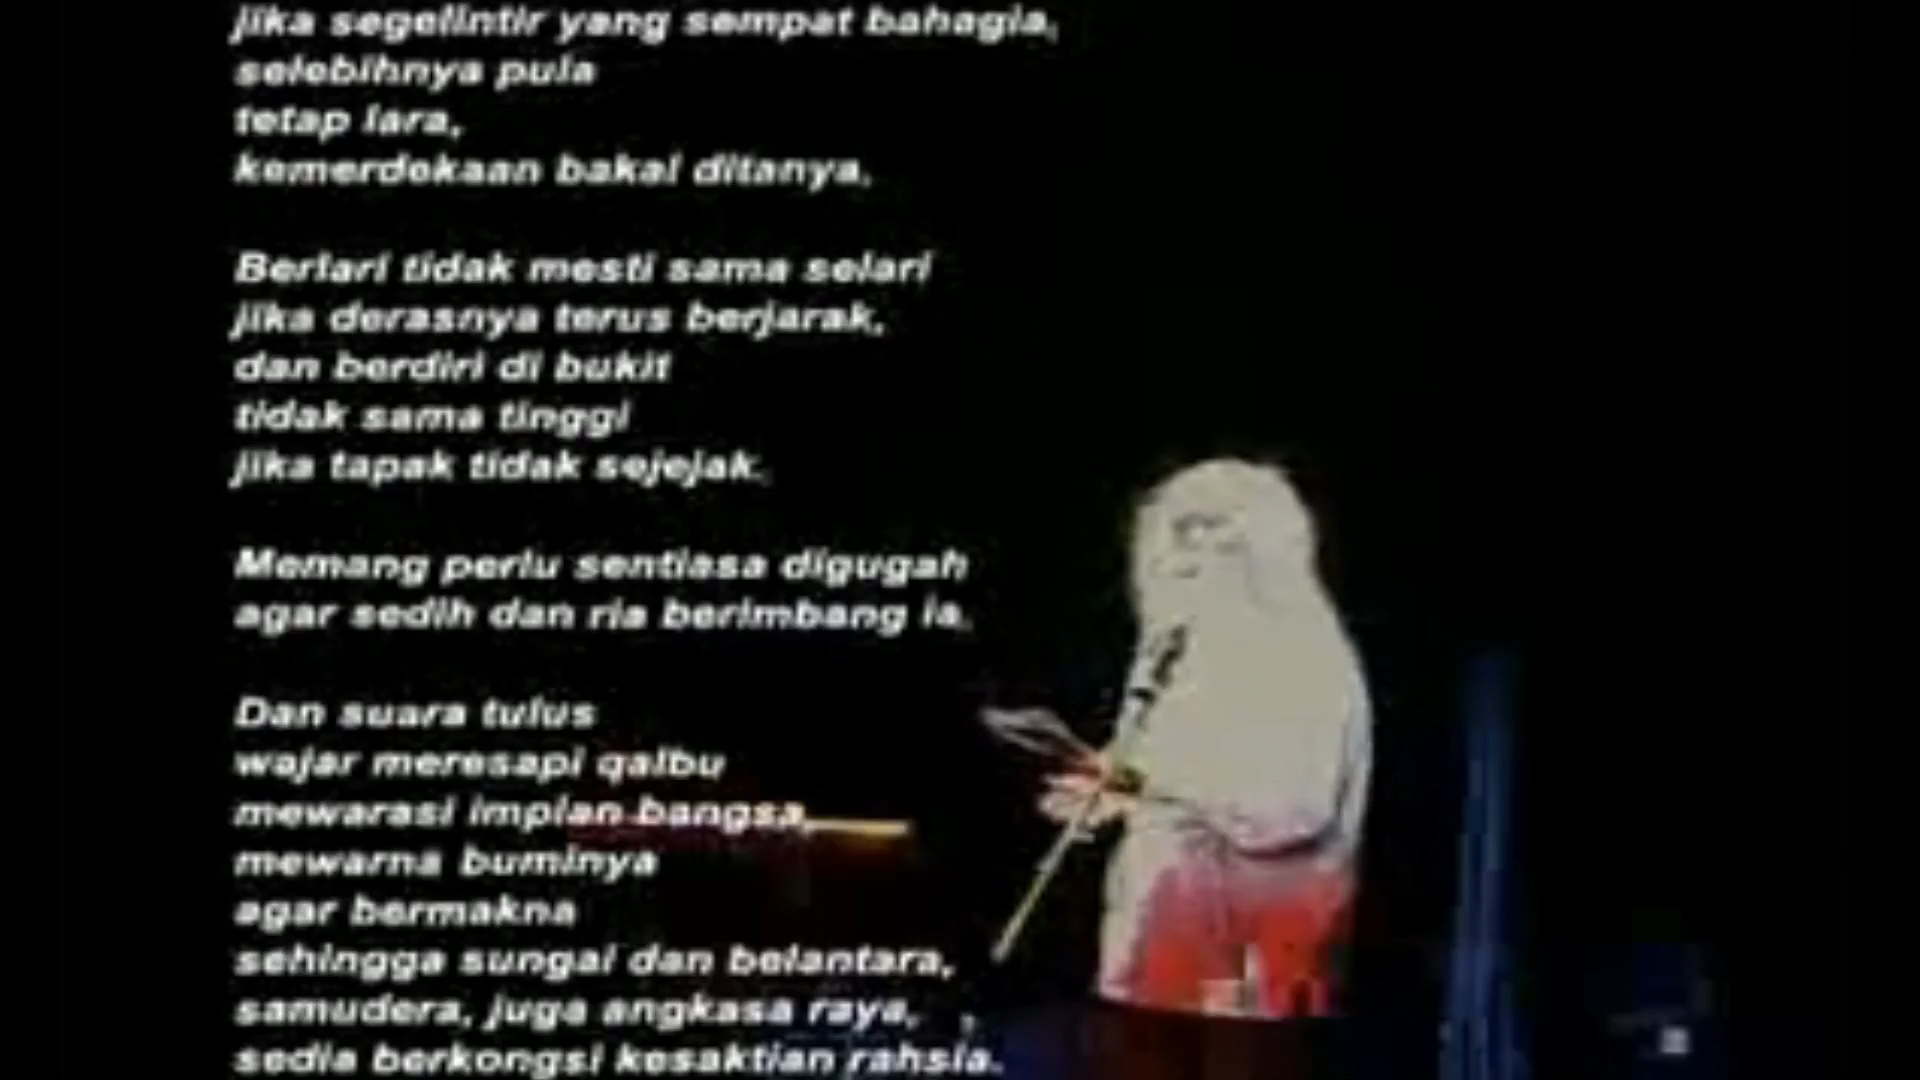 jika segelintir yang sempat bahagia,
selebihnya pula
tetap lara,
kemerdekaan bakal ditanya.
Berlari tidak mesti sama selari
jika derasnya terus berjarak,
dan berdiri di bukit
tidak sama tinggi
jika tapak tidak sejejak.
Memang perlu sentiasa digugah
agar sedih dan ria berimbang ia.
Dan suara tulus
wajar meresapi qalbu
mewarasi impian bangsa,
mewarna buminya
agar bermakna
sehingga sungai dan belantara,
samudera, juga angkasa raya,
sedia berkongsi kesaktian rahsia.